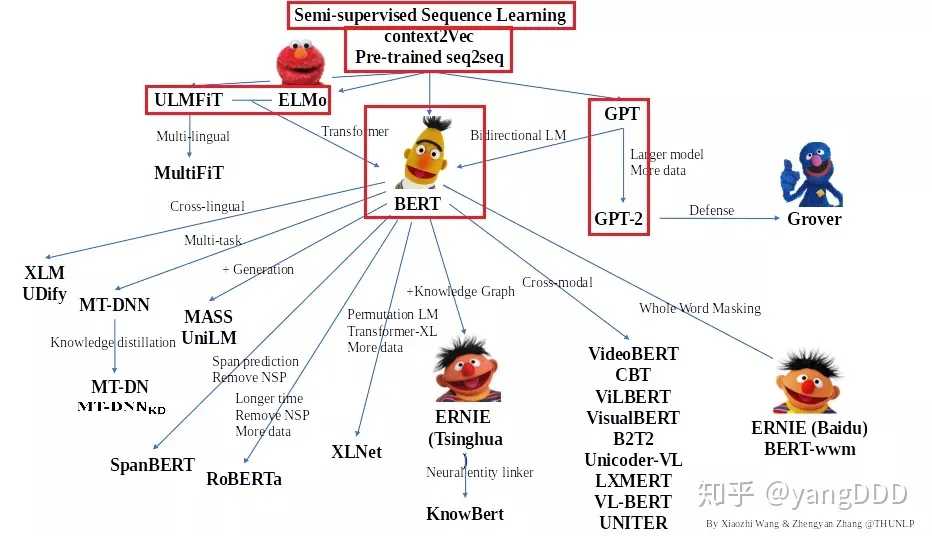 Semi-supervised Sequence Learning
context2Vec
Pre-trained seq2seq
ULMFiT
ELMo
GPT
Multi-lingual
Transformer
Bidirectional LM
MultiFiT
Larger model
More data
BERT
GPT-2
Defense
Grover
Cross-lingual
Multi-task
+ Generation
Cross-modal
XLM
UDify
MT-DNN
MASS
UniLM
+Knowledge Graph
Permutation LM
Transformer-XL
More data
Whole Word Masking
Knowledge distillation
Span prediction
Remove NSP
VideoBERT
CBT
ViLBERT
VisualBERT
B2T2
Unicoder-VL
LXMERT
VL-BERT
UNITER
MT-DN
MT-DNN KD
Longer time
Remove NSP
More data
ERNIE
(Tsinghua
)
ERNIE (Baidu)
BERT-wwm
SpanBERT
RoBERTa
XLNet
Neural entity linker
KnowBert
知乎 @yangDDD
By Xiaozhi Wang & Zhengyan Zhang @THUNLP